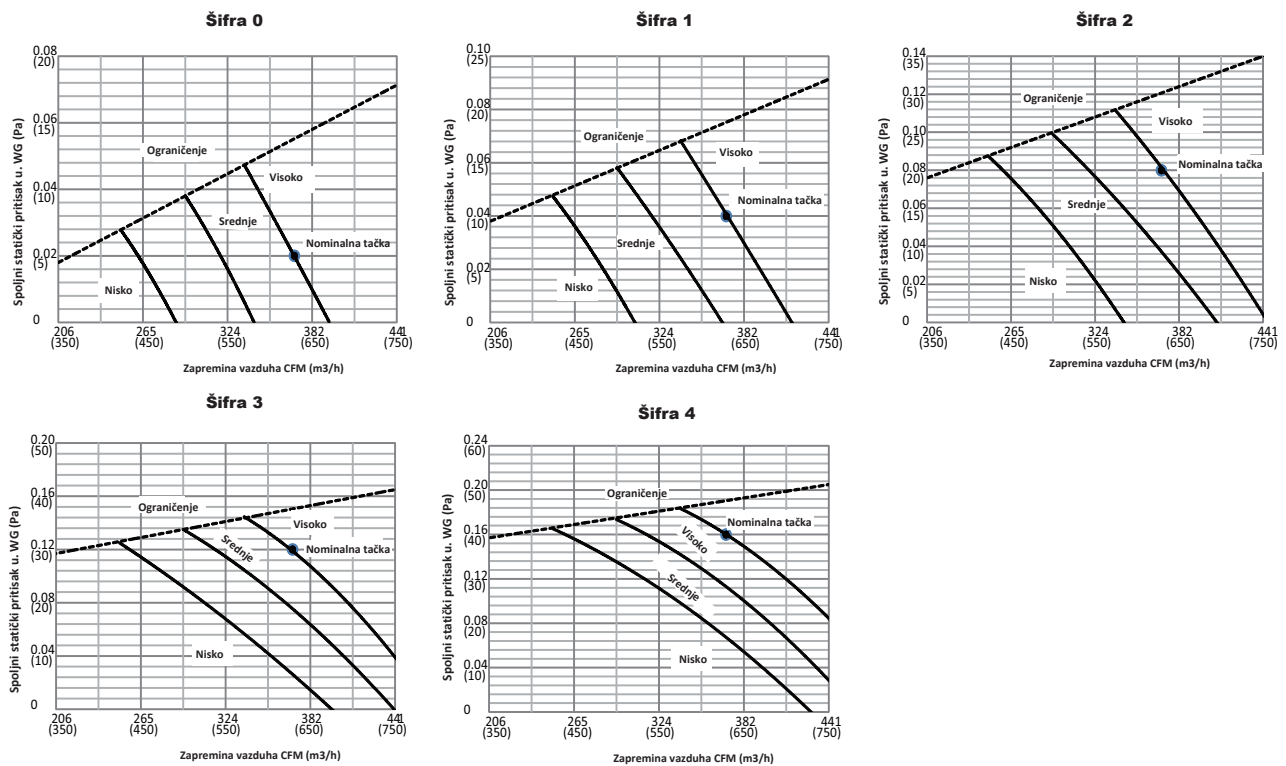 Šifra 0
Spoljni statički pritisak u. WG (Pa)
0.08
(20)
0.06
(15)
0.04
(10)
0.02
(5)
0
Ograničenje
Visoko
Srednje
Nominalna tačka
Nisko
206
(350)
265
(450)
324
(550)
382
(650)
441
(750)
Zapremina vazduha CFM (m3/h)
Šifra 1
Spoljni statički pritisak u. WG (Pa)
0.10
(25)
0.08
(20)
0.06
(15)
0.04
(10)
0.02
(5)
0
Ograničenje
Visoko
Nominalna tačka
Srednje
Nisko
206
(350)
265
(450)
324
(550)
382
(650)
441
(750)
Zapremina vazduha CFM (m3/h)
Šifra 2
Spoljni statički pritisak u. WG (Pa)
0.14
(35)
0.12
(30)
0.10
(25)
0.08
(20)
0.06
(15)
0.04
(10)
0.02
(5)
0
Ograničenje
Visoko
Nominalna tačka
Srednje
Nisko
206
(350)
265
(450)
324
(550)
382
(650)
441
(750)
Zapremina vazduha CFM (m3/h)
Šifra 3
Spoljni statički pritisak u. WG (Pa)
0.20
(50)
0.16
(40)
0.12
(30)
0.08
(20)
0.04
(10)
0
Ograničenje
Visoko
Srednje
Nominalna tačka
Nisko
206
(350)
265
(450)
324
(550)
382
(650)
441
(750)
Zapremina vazduha CFM (m3/h)
Šifra 4
Spoljni statički pritisak u. WG (Pa)
0.24
(60)
0.20
(50)
0.16
(40)
0.12
(30)
0.08
(20)
0.04
(10)
0
Ograničenje
Nominalna tačka
Visoko
Srednje
Nisko
206
(350)
265
(450)
324
(550)
382
(650)
441
(750)
Zapremina vazduha CFM (m3/h)